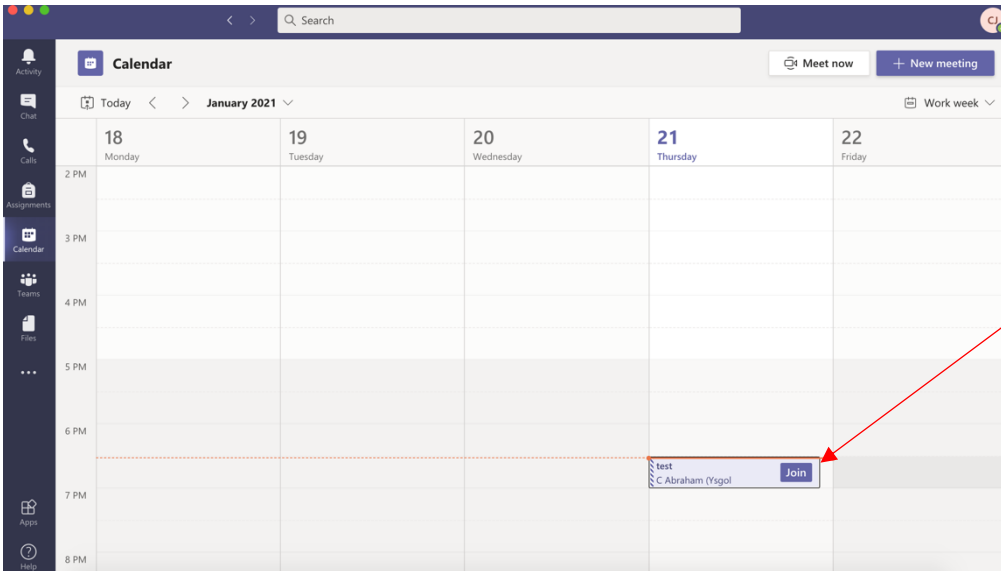 Search
CJ
Activity
Chat
Calls
Assignments
Calendar
Teams
Files
Apps
Help
Calendar
Meet now
New meeting
Today
January 2021
Work week
18
Monday
19
Tuesday
20
Wednesday
21
Thursday
22
Friday
2 PM
3 PM
4 PM
5 PM
6 PM
7 PM
8 PM
test
C Abraham (Ysgol
Join